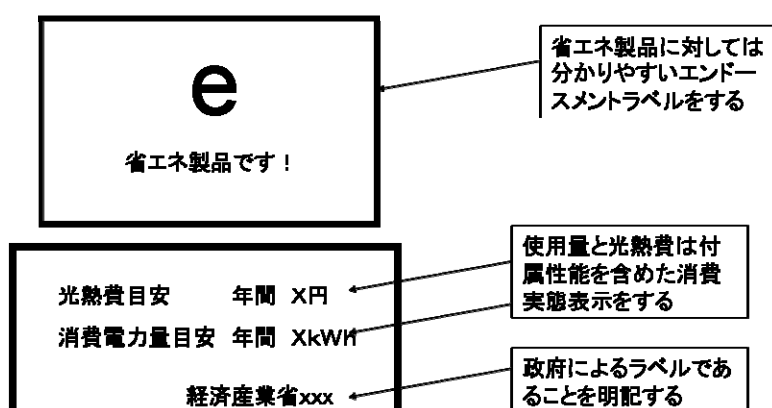 e
省エネ製品です！
省エネ製品に対しては
分かりやすいエンドー
スメントラベルをする
光熱費目安　年間　X円
消費電力量目安　年間　XkWh
経済産業省xxx
使用量と光熱費は付
属性能を含めた消費
実態表示をする
政府によるラベルであ
ることを明記する